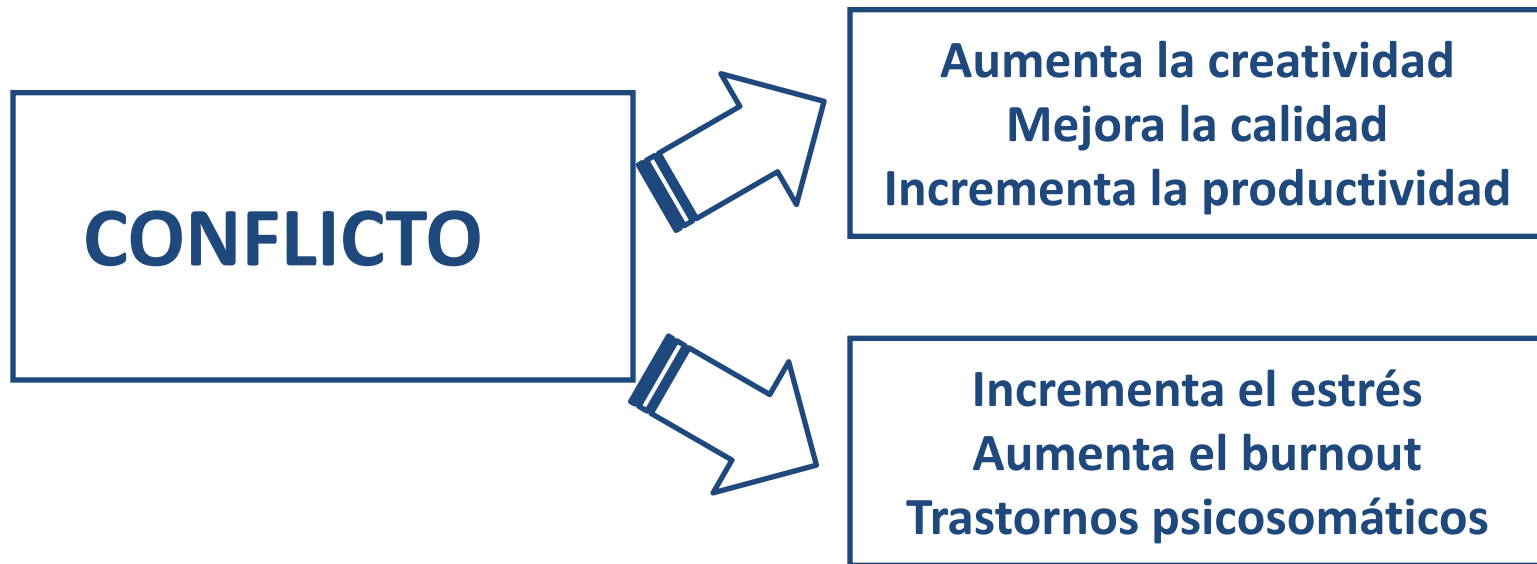 CONFLICTO
Aumenta la creatividad
Mejora la calidad
Incrementa la productividad
Incrementa el estrés
Aumenta el burnout
Trastornos psicosomáticos